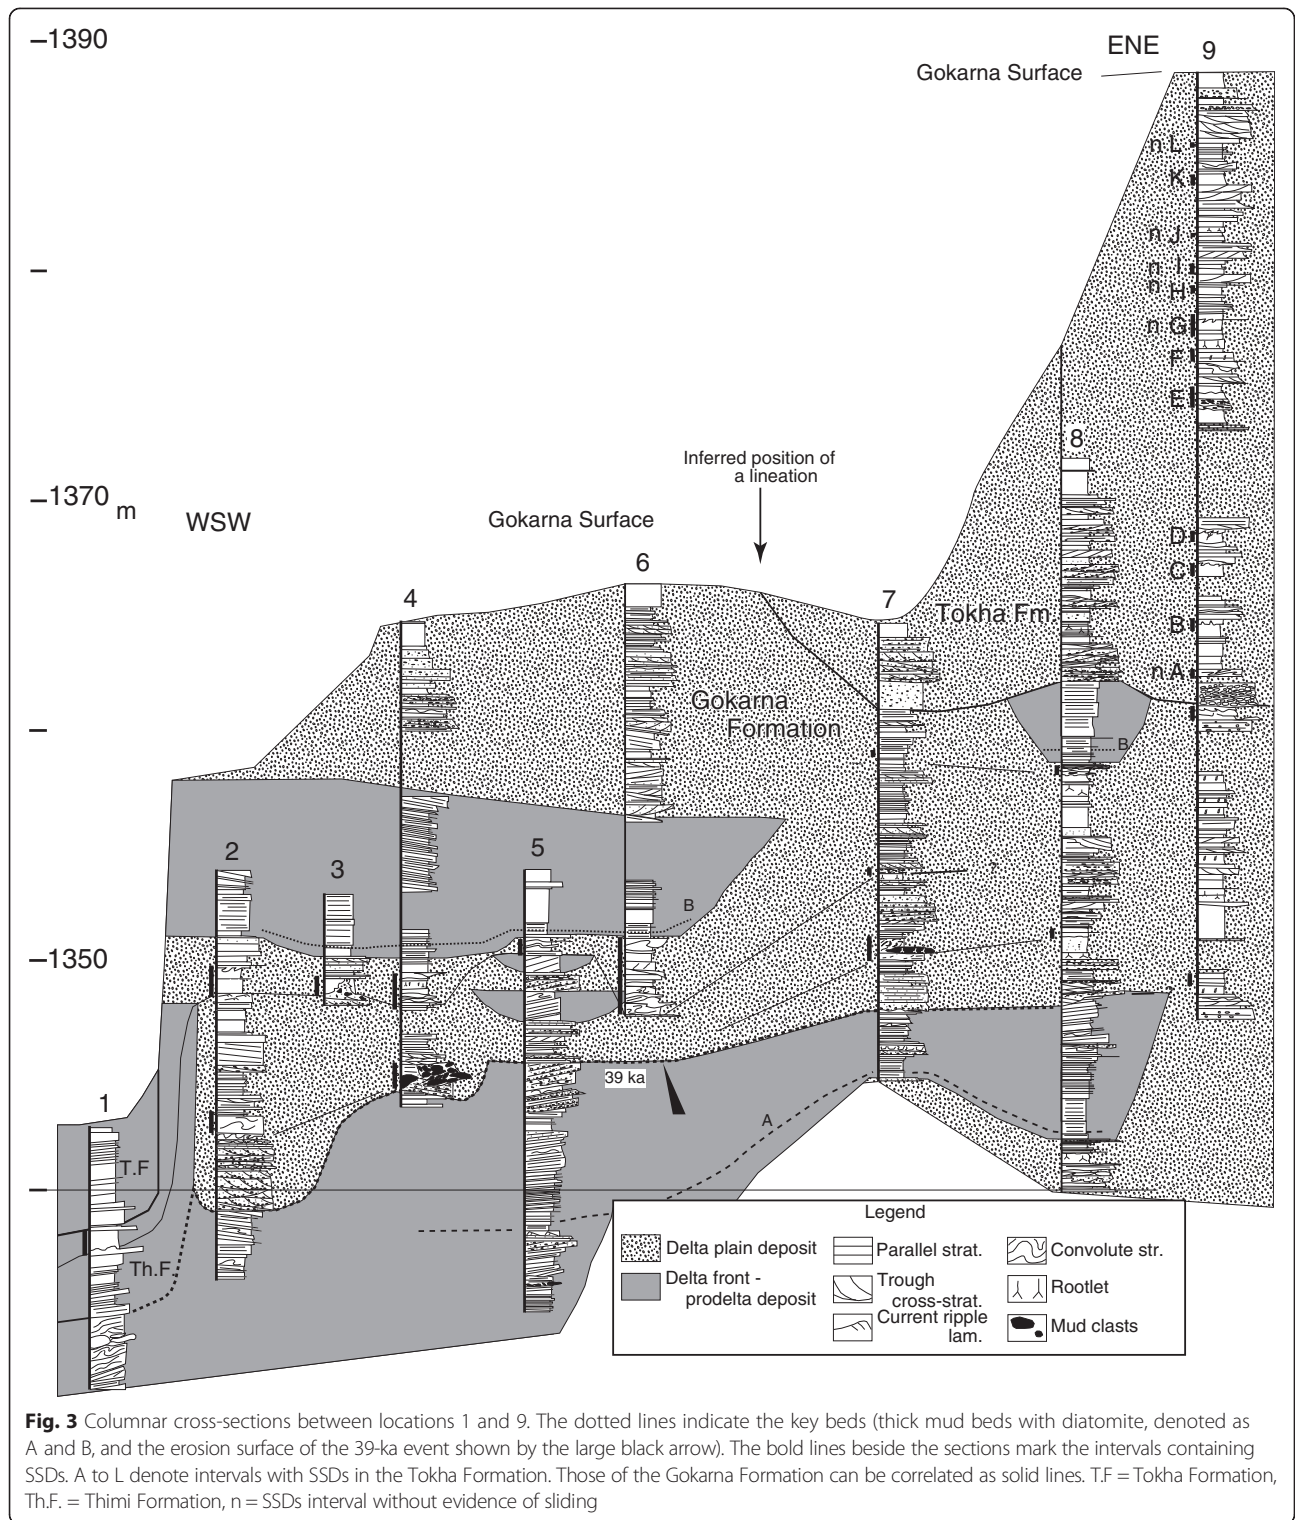 –1390
ENE
9
Gokarna Surface
n L
K
n J
n I
n H
n G
F
E
8
Inferred position of
a lineation
–1370 m
WSW
Gokarna Surface
D
C
B
n A
6
4
7
Tokha Fm.
Gokarna
Formation
B
2
3
5
?
B
–1350
39 ka
A
1
T.F
Th.F.
Legend
Delta plain deposit
Delta front -
prodelta deposit
Parallel strat.
Trough
cross-strat.
Current ripple
lam.
Convolute str.
Rootlet
Mud clasts
Fig. 3 Columnar cross-sections between locations 1 and 9. The dotted lines indicate the key beds (thick mud beds with diatomite, denoted as
A and B, and the erosion surface of the 39-ka event shown by the large black arrow). The bold lines beside the sections mark the intervals containing
SSDs. A to L denote intervals with SSDs in the Tokha Formation. Those of the Gokarna Formation can be correlated as solid lines. T.F = Tokha Formation,
Th.F. = Thimi Formation, n = SSDs interval without evidence of sliding